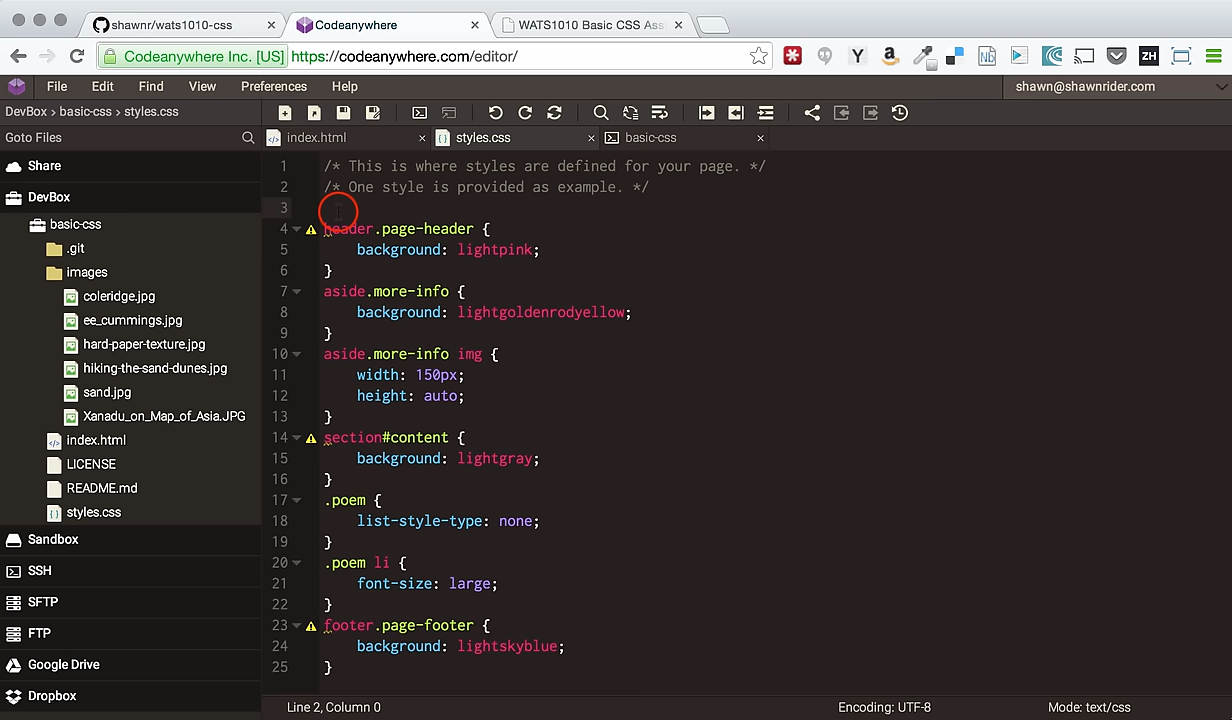 shawnr/wats1010-css
Codeanywhere
WATS1010 Basic CSS Ass
Codeanywhere Inc. [US] https://codeanywhere.com/editor/
File Edit Find View Preferences Help shawn@shawnrider.com
DevBox > basic-css > styles.css
Goto Files
index.html
styles.css
basic-css
Share
DevBox
basic-css
.git
images
coleridge.jpg
ee_cummings.jpg
hard-paper-texture.jpg
hiking-the-sand-dunes.jpg
sand.jpg
Xanadu_on_Map_of_Asia.JPG
index.html
LICENSE
README.md
styles.css
Sandbox
SSH
SFTP
FTP
Google Drive
Dropbox
1 /* This is where styles are defined for your page. */
2 /* One style is provided as example. */
3
4 header.page-header {
5 background: lightpink;
6 }
7 aside.more-info {
8 background: lightgoldenrodyellow;
9 }
10 aside.more-info img {
11 width: 150px;
12 height: auto;
13 }
14 section#content {
15 background: lightgray;
16 }
17 .poem {
18 list-style-type: none;
19 }
20 .poem li {
21 font-size: large;
22 }
23 footer.page-footer {
24 background: lightskyblue;
25 }
Line 2, Column 0 Encoding: UTF-8 Mode: text/css